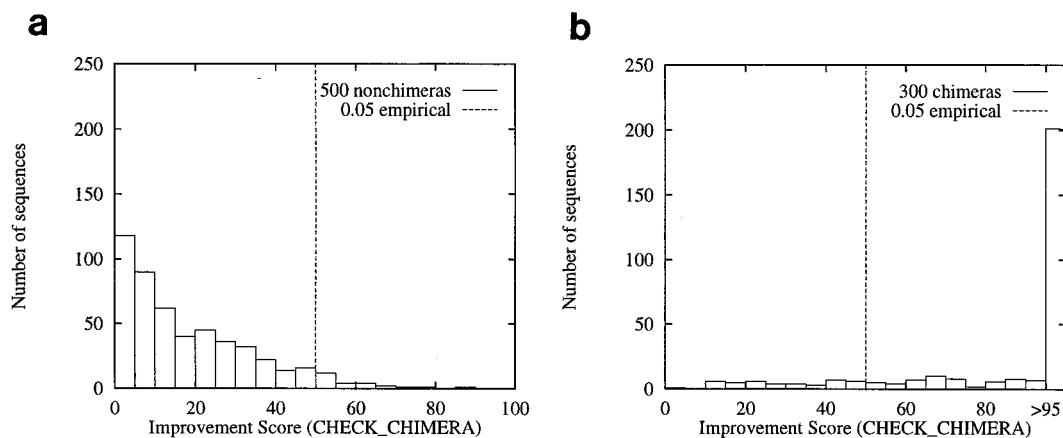 a
250
200
150
100
50
0
Number of sequences
500 nonchimeras
0.05 empirical
0 20 40 60 80 100
Improvement Score (CHECK_CHIMERA)
b
250
200
150
100
50
0
Number of sequences
300 chimeras
0.05 empirical
0 20 40 60 80 >95
Improvement Score (CHECK_CHIMERA)